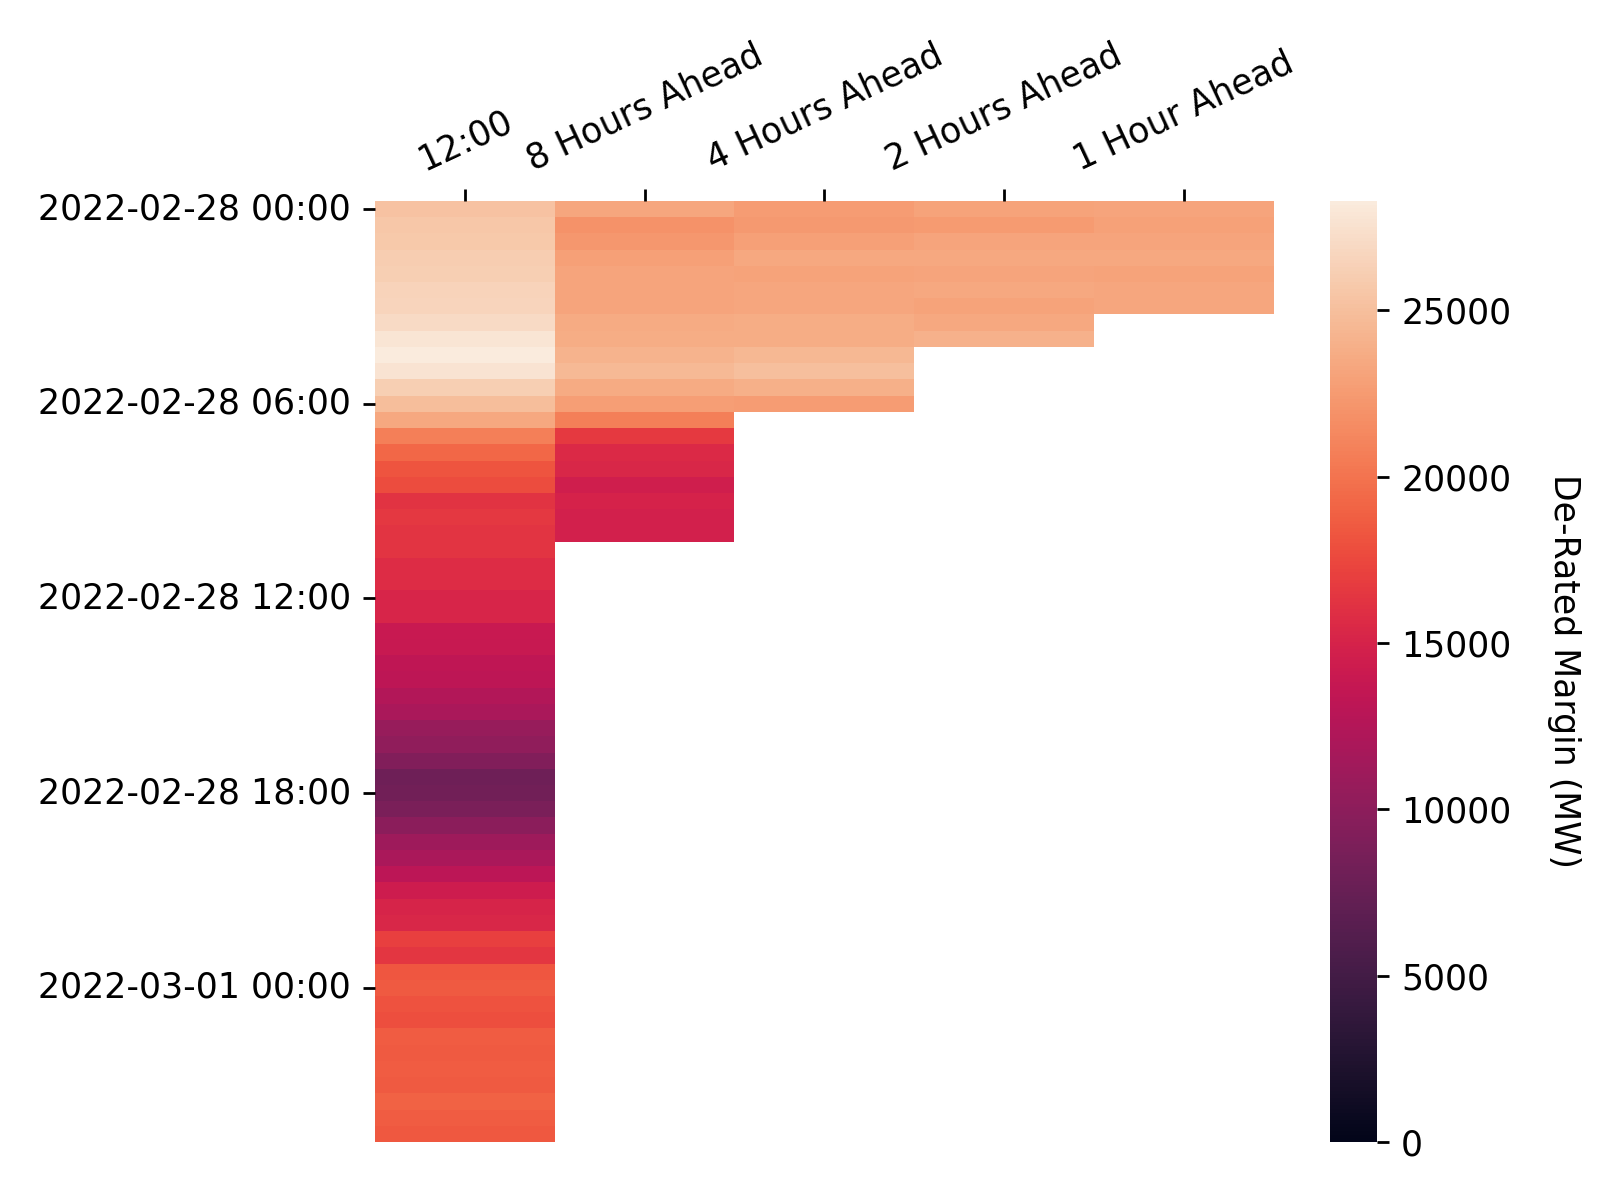 12:00
8 Hours Ahead
4 Hours Ahead
2 Hours Ahead
1 Hour Ahead
2022-02-28 00:00
2022-02-28 06:00
2022-02-28 12:00
2022-02-28 18:00
2022-03-01 00:00
25000
20000
15000
10000
5000
0
De-Rated Margin (MW)